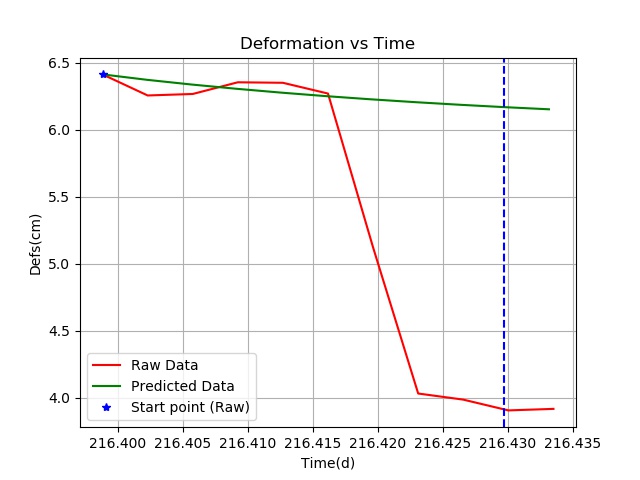 Deformation vs Time
Defs(cm)
6.5
6.0
5.5
5.0
4.5
4.0
Raw Data
Predicted Data
Start point (Raw)
216.400 216.405 216.410 216.415 216.420 216.425 216.430 216.435
Time(d)